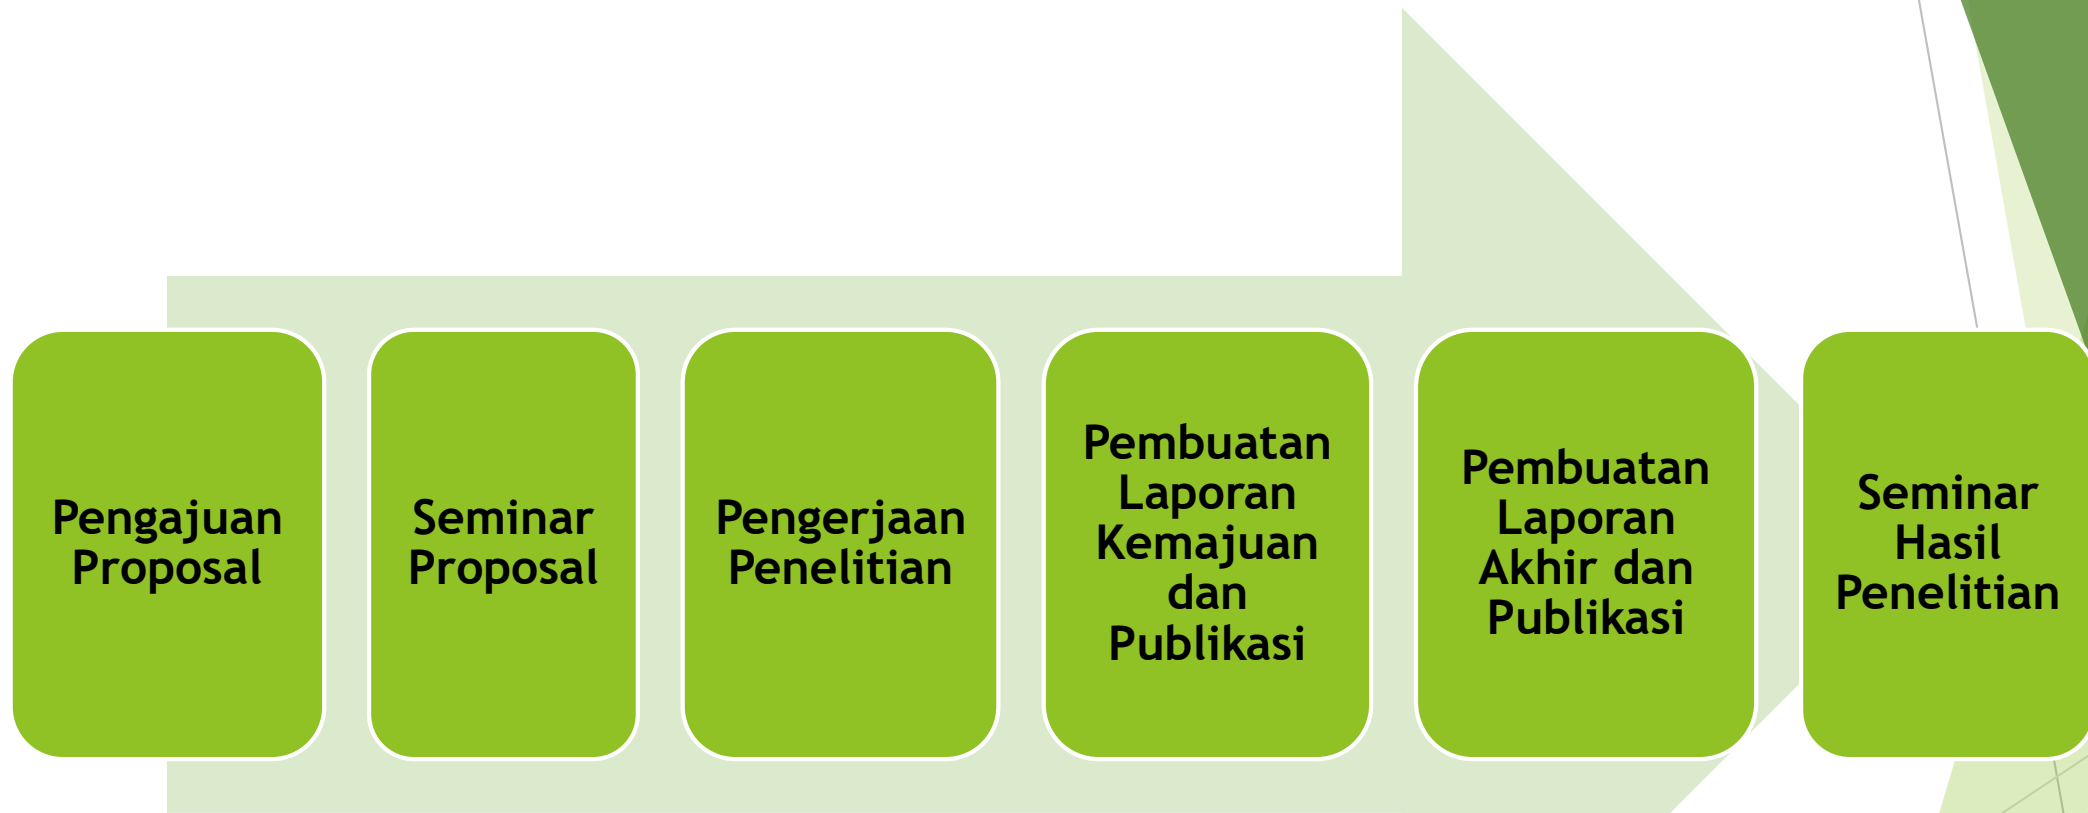 Pengajuan
Proposal
Seminar
Proposal
Pengerjaan
Penelitian
Pembuatan
Laporan
Kemajuan
dan
Publikasi
Pembuatan
Laporan
Akhir dan
Publikasi
Seminar
Hasil
Penelitian